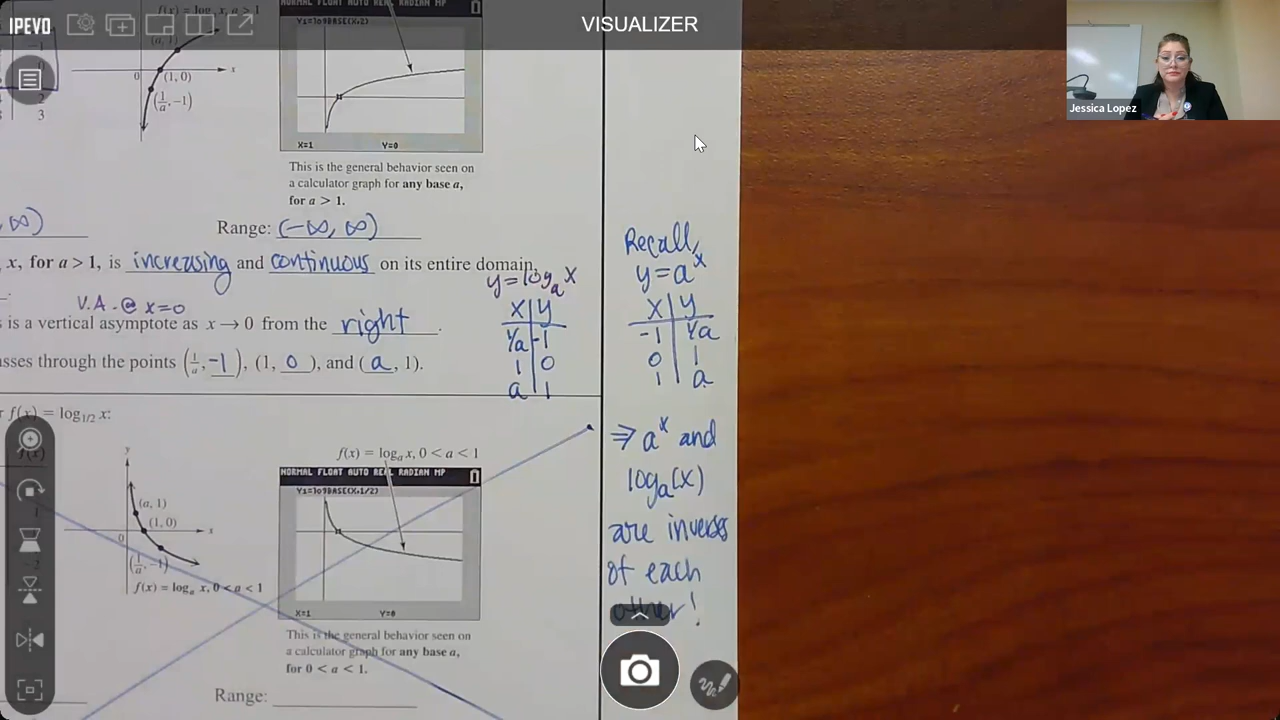 IPEVO
VISUALIZER
Jessica Lopez
f(x) = log_a x, a > 1
-1
2
3
0
(1, 0)
(1/a, -1)
x
NORMAL FLOAT AUTO REAL RADIAN MP
Y1=logBASE(X,2)
X=1 Y=0
This is the general behavior seen on
a calculator graph for any base a,
for a > 1.
, ∞)
Range: (-∞, ∞)
x, for a > 1, is increasing and continuous on its entire domain.
V.A. @ x=0
s is a vertical asymptote as x → 0 from the right .
asses through the points (1/a, -1), (1, 0), and (a, 1).
y=log_a x
x | y
1/a | -1
1 | 0
a | 1
Recall,
y=a^x
x | y
-1 | 1/a
0 | 1
1 | a
⇒ a^x and
log_a(x)
are inverses
of each
other!
r f(x) = log_1/2 x:
y
(a, 1)
(1, 0)
0
x
(1/a, -1)
f(x) = log_a x, 0 < a < 1
f(x) = log_a x, 0 < a < 1
NORMAL FLOAT AUTO REAL RADIAN MP
Y1=logBASE(X,1/2)
X=1 Y=0
This is the general behavior seen on
a calculator graph for any base a,
for 0 < a < 1.
Range: